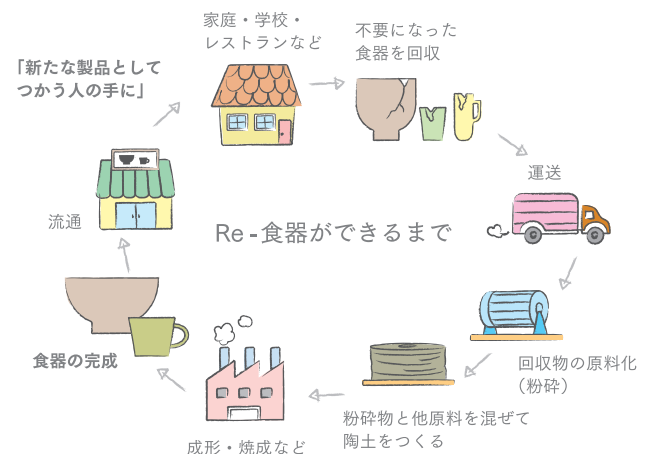 家庭・学校・
レストランなど
不要になった
食器を回収
「新たな製品として
つかう人の手に」
運送
流通
Re-食器ができるまで
回収物の原料化
（粉砕）
食器の完成
粉砕物と他原料を混ぜて
陶土をつくる
成形・焼成など